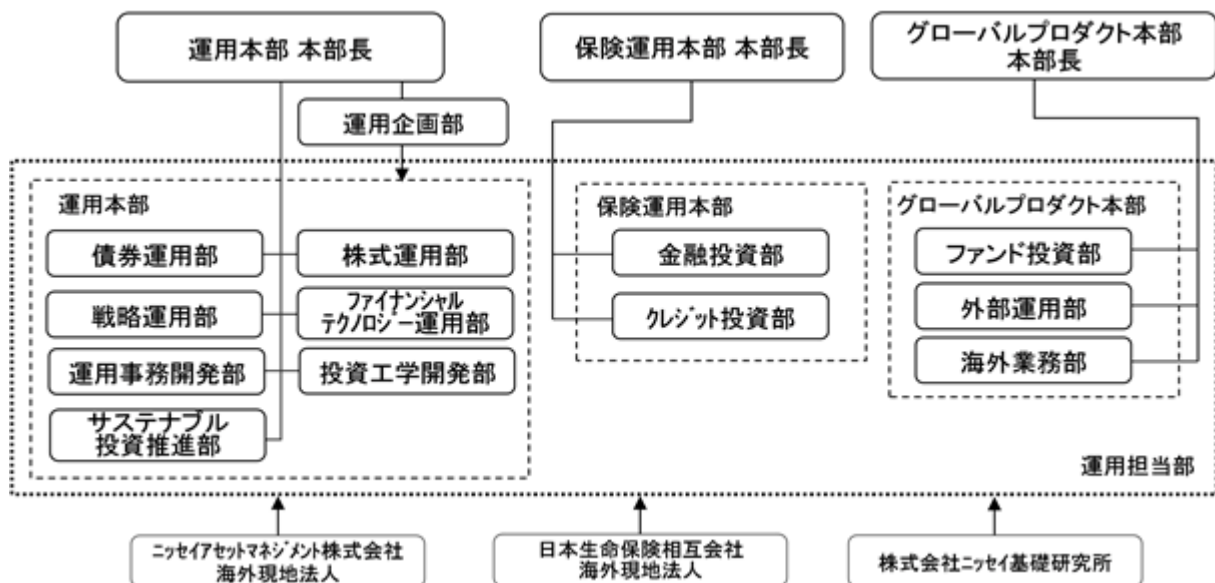 運用本部 本部長
保険運用本部 本部長
グローバルプロダクト本部
本部長
運用企画部
運用本部
債券運用部
株式運用部
戦略運用部
ファイナンシャル
テクノロジー運用部
運用事務開発部
投資工学開発部
サステナブル
投資推進部
保険運用本部
金融投資部
クレジット投資部
グローバルプロダクト本部
ファンド投資部
外部運用部
海外業務部
運用担当部
ニッセイアセットマネジメント株式会社
海外現地法人
日本生命保険相互会社
海外現地法人
株式会社ニッセイ基礎研究所